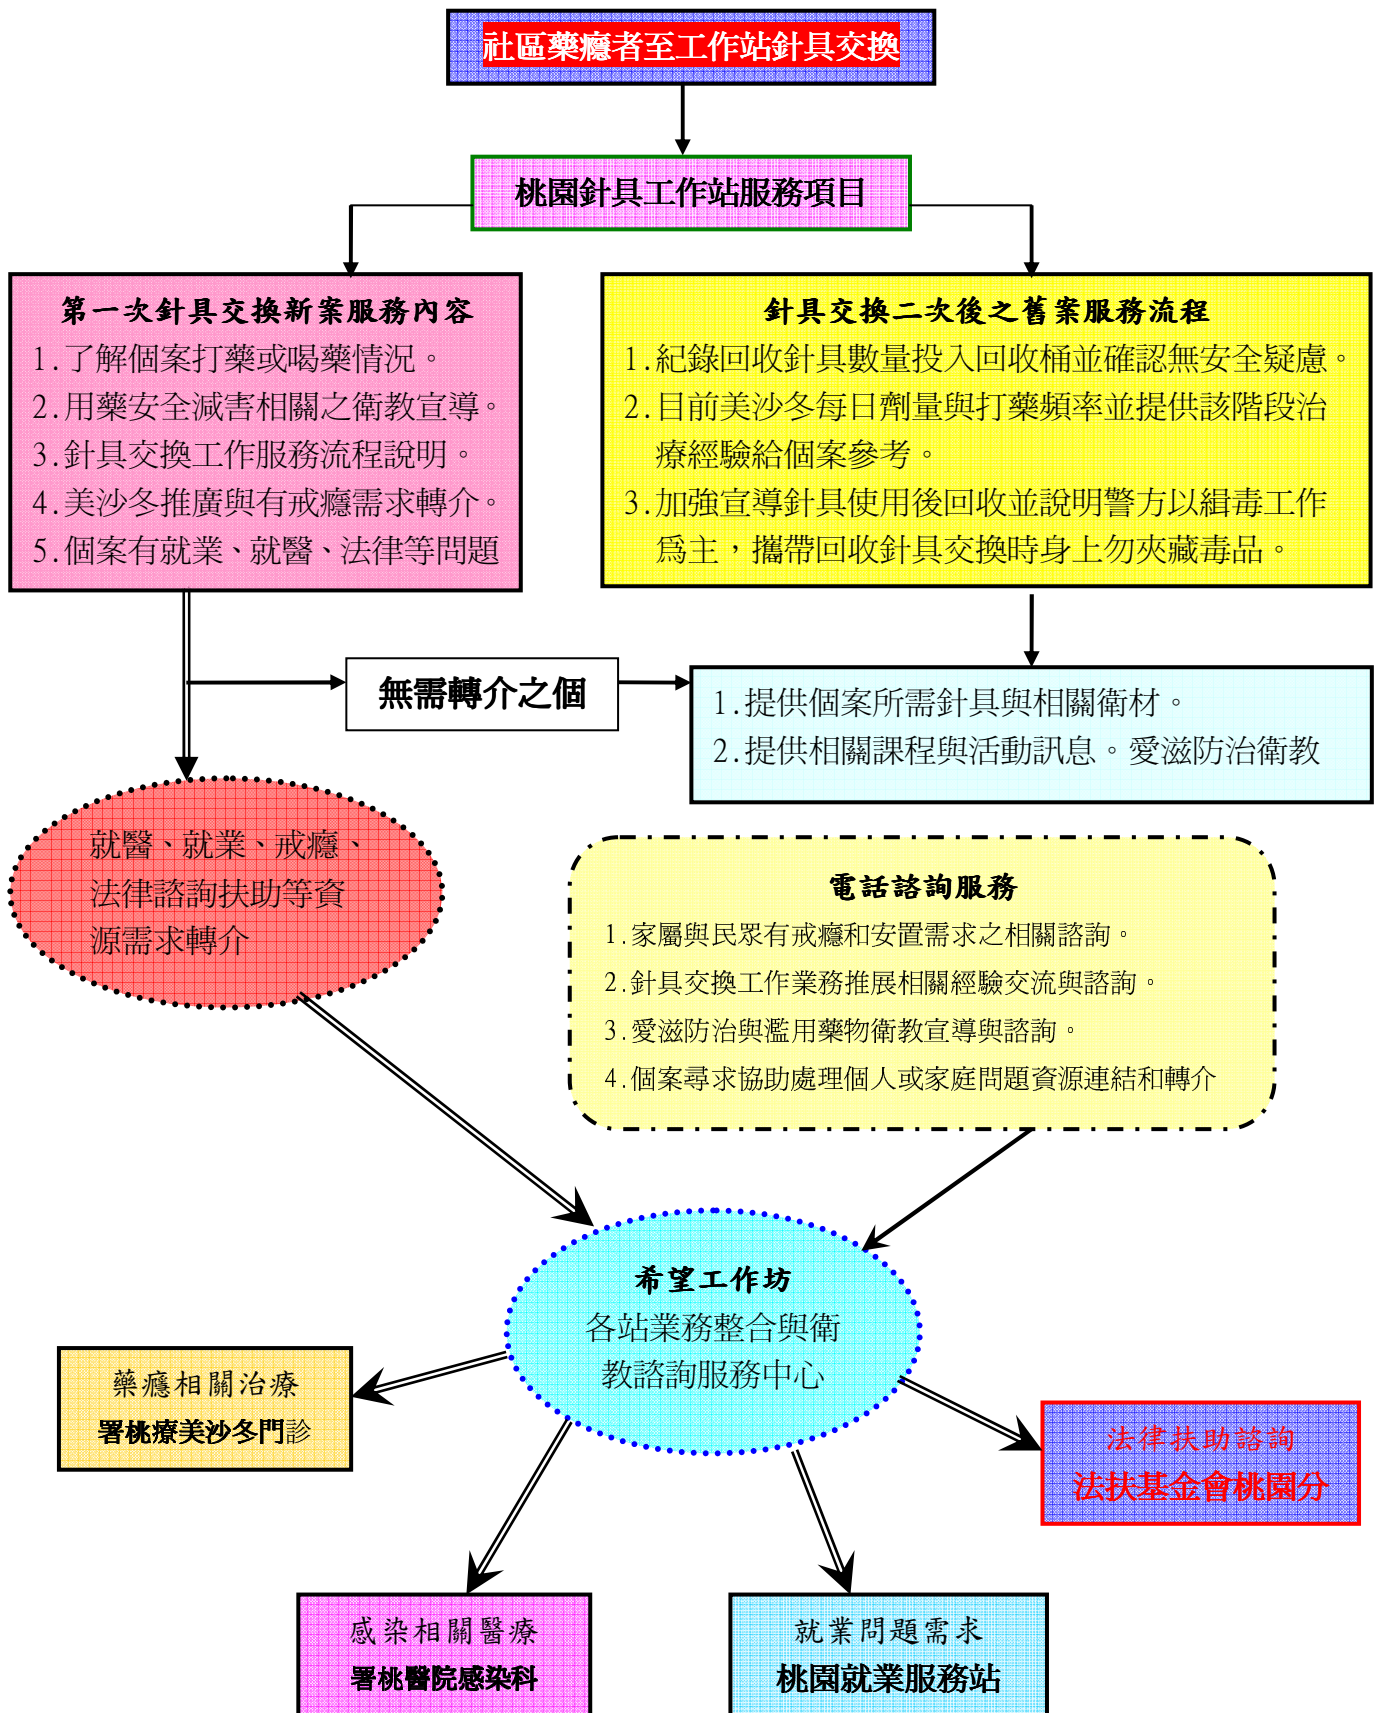 社區藥癮者至工作站針具交換
桃園針具工作站服務項目
第一次針具交換新案服務內容
1.了解個案打藥或喝藥情況。
2.用藥安全減害相關之衛教宣導。
3.針具交換工作服務流程說明。
4.美沙冬推廣與有戒癮需求轉介。
5.個案有就業、就醫、法律等問題
針具交換二次後之舊案服務流程
1.紀錄回收針具數量投入回收桶並確認無安全疑慮。
2.目前美沙冬每日劑量與打藥頻率並提供該階段治
療經驗給個案參考。
3.加強宣導針具使用後回收並說明警方以緝毒工作
為主，攜帶回收針具交換時身上勿夾藏毒品。
無需轉介之個
1.提供個案所需針具與相關衛材。
2.提供相關課程與活動訊息。愛滋防治衛教
就醫、就業、戒癮、
法律諮詢扶助等資
源需求轉介
電話諮詢服務
1.家屬與民眾有戒癮和安置需求之相關諮詢。
2.針具交換工作業務推展相關經驗交流與諮詢。
3.愛滋防治與濫用藥物衛教宣導與諮詢。
4.個案尋求協助處理個人或家庭問題資源連結和轉介
希望工作坊
各站業務整合與衛
教諮詢服務中心
藥癮相關治療
署桃療美沙冬門診
法律扶助諮詢
法扶基金會桃園分
感染相關醫療
署桃醫院感染科
就業問題需求
桃園就業服務站